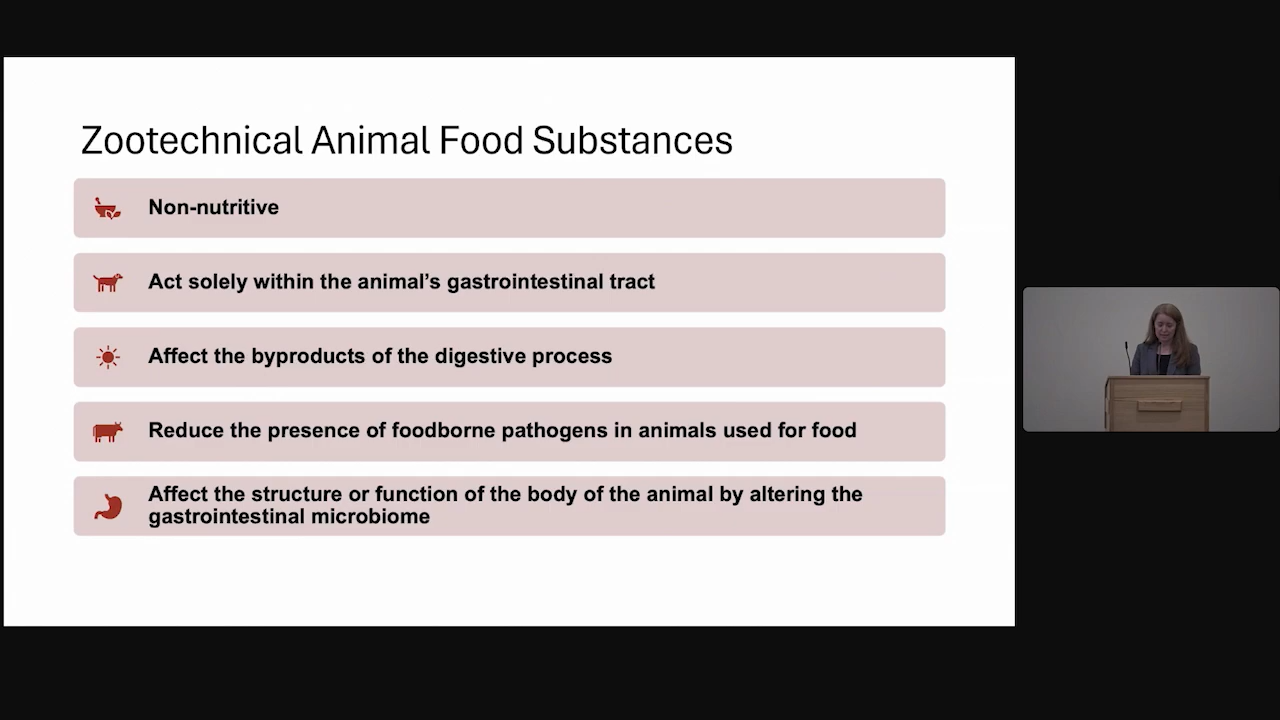 Zootechnical Animal Food Substances
Non-nutritive
Act solely within the animal’s gastrointestinal tract
Affect the byproducts of the digestive process
Reduce the presence of foodborne pathogens in animals used for food
Affect the structure or function of the body of the animal by altering the
gastrointestinal microbiome